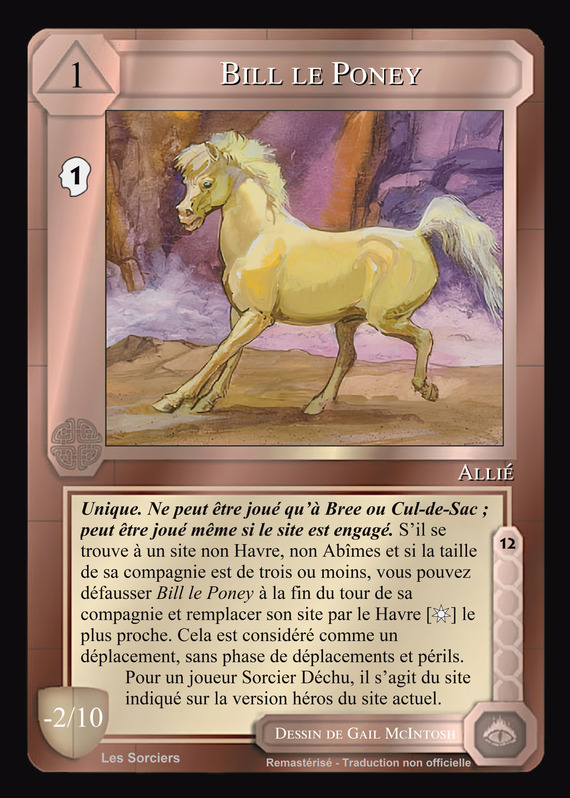 1
BILL LE PONEY
1
ALLIÉ
Unique. Ne peut être joué qu’à Bree ou Cul-de-Sac ;
peut être joué même si le site est engagé. S’il se
trouve à un site non Havre, non Abîmes et si la taille
de sa compagnie est de trois ou moins, vous pouvez
défausser Bill le Poney à la fin du tour de sa
compagnie et remplacer son site par le Havre [☼] le
plus proche. Cela est considéré comme un
déplacement, sans phase de déplacements et périls.
Pour un joueur Sorcier Déchu, il s’agit du site
indiqué sur la version héros du site actuel.
12
-2/10
DESSIN DE GAIL MCINTOSH
Les Sorciers
Remastérisé - Traduction non officielle